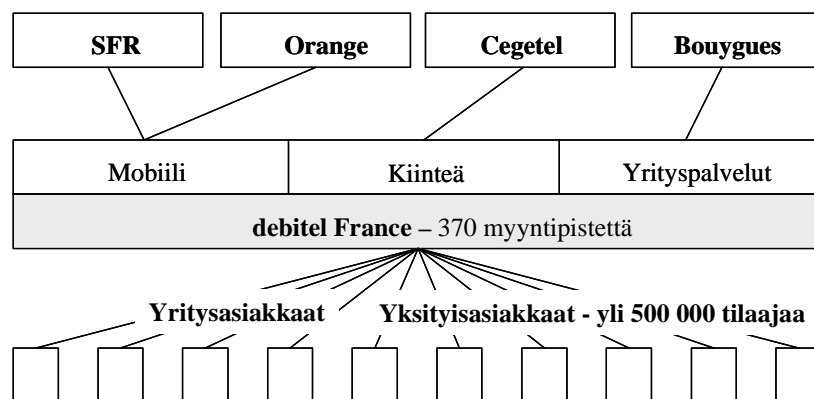 SFR Orange Cegetel Bouygues
Mobiili Kiinteä Yrityspalvelut
debitel France – 370 myyntipistettä
Yritysasiakkaat Yksityisasiakkaat - yli 500 000 tilaajaa